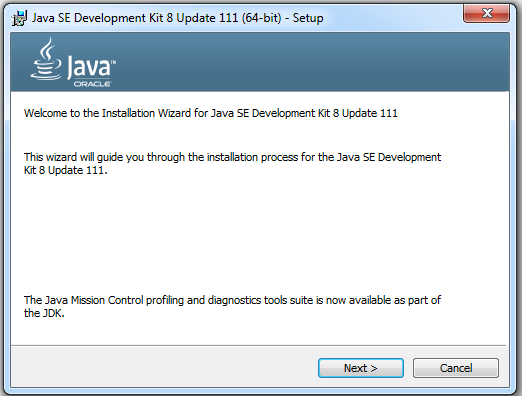 Java SE Development Kit 8 Update 111 (64-bit) - Setup
Java™
ORACLE
Welcome to the Installation Wizard for Java SE Development Kit 8 Update 111
This wizard will guide you through the installation process for the Java SE Development
Kit 8 Update 111.
The Java Mission Control profiling and diagnostics tools suite is now available as part of
the JDK.
Next > Cancel